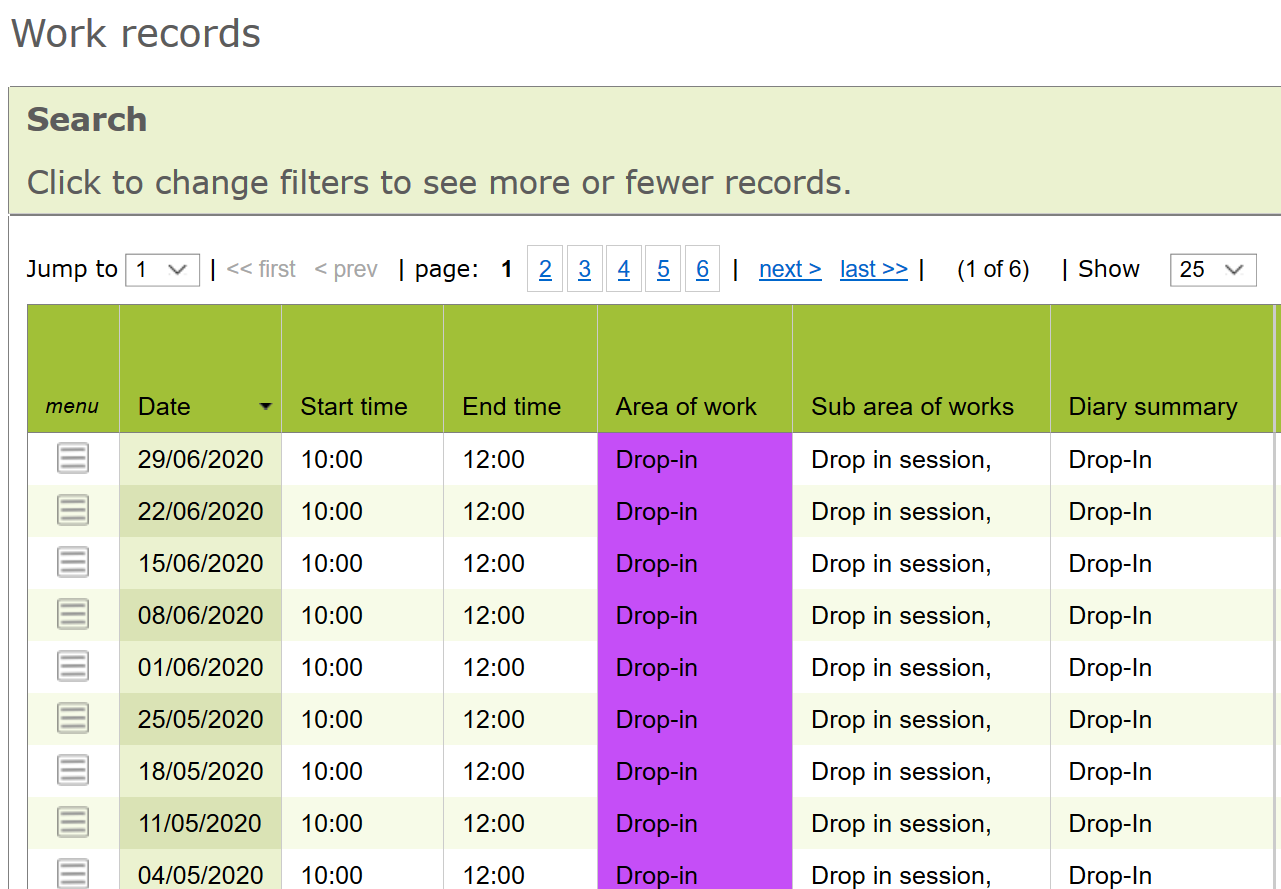 Work records
Search
Click to change filters to see more or fewer records.
Jump to 1 | << first < prev | page: 1 2 3 4 5 6 | next > last >> | (1 of 6) | Show 25
menu Date Start time End time Area of work Sub area of works Diary summary
29/06/2020 10:00 12:00 Drop-in Drop in session, Drop-In
22/06/2020 10:00 12:00 Drop-in Drop in session, Drop-In
15/06/2020 10:00 12:00 Drop-in Drop in session, Drop-In
08/06/2020 10:00 12:00 Drop-in Drop in session, Drop-In
01/06/2020 10:00 12:00 Drop-in Drop in session, Drop-In
25/05/2020 10:00 12:00 Drop-in Drop in session, Drop-In
18/05/2020 10:00 12:00 Drop-in Drop in session, Drop-In
11/05/2020 10:00 12:00 Drop-in Drop in session, Drop-In
04/05/2020 10:00 12:00 Drop-in Drop in session, Drop-In